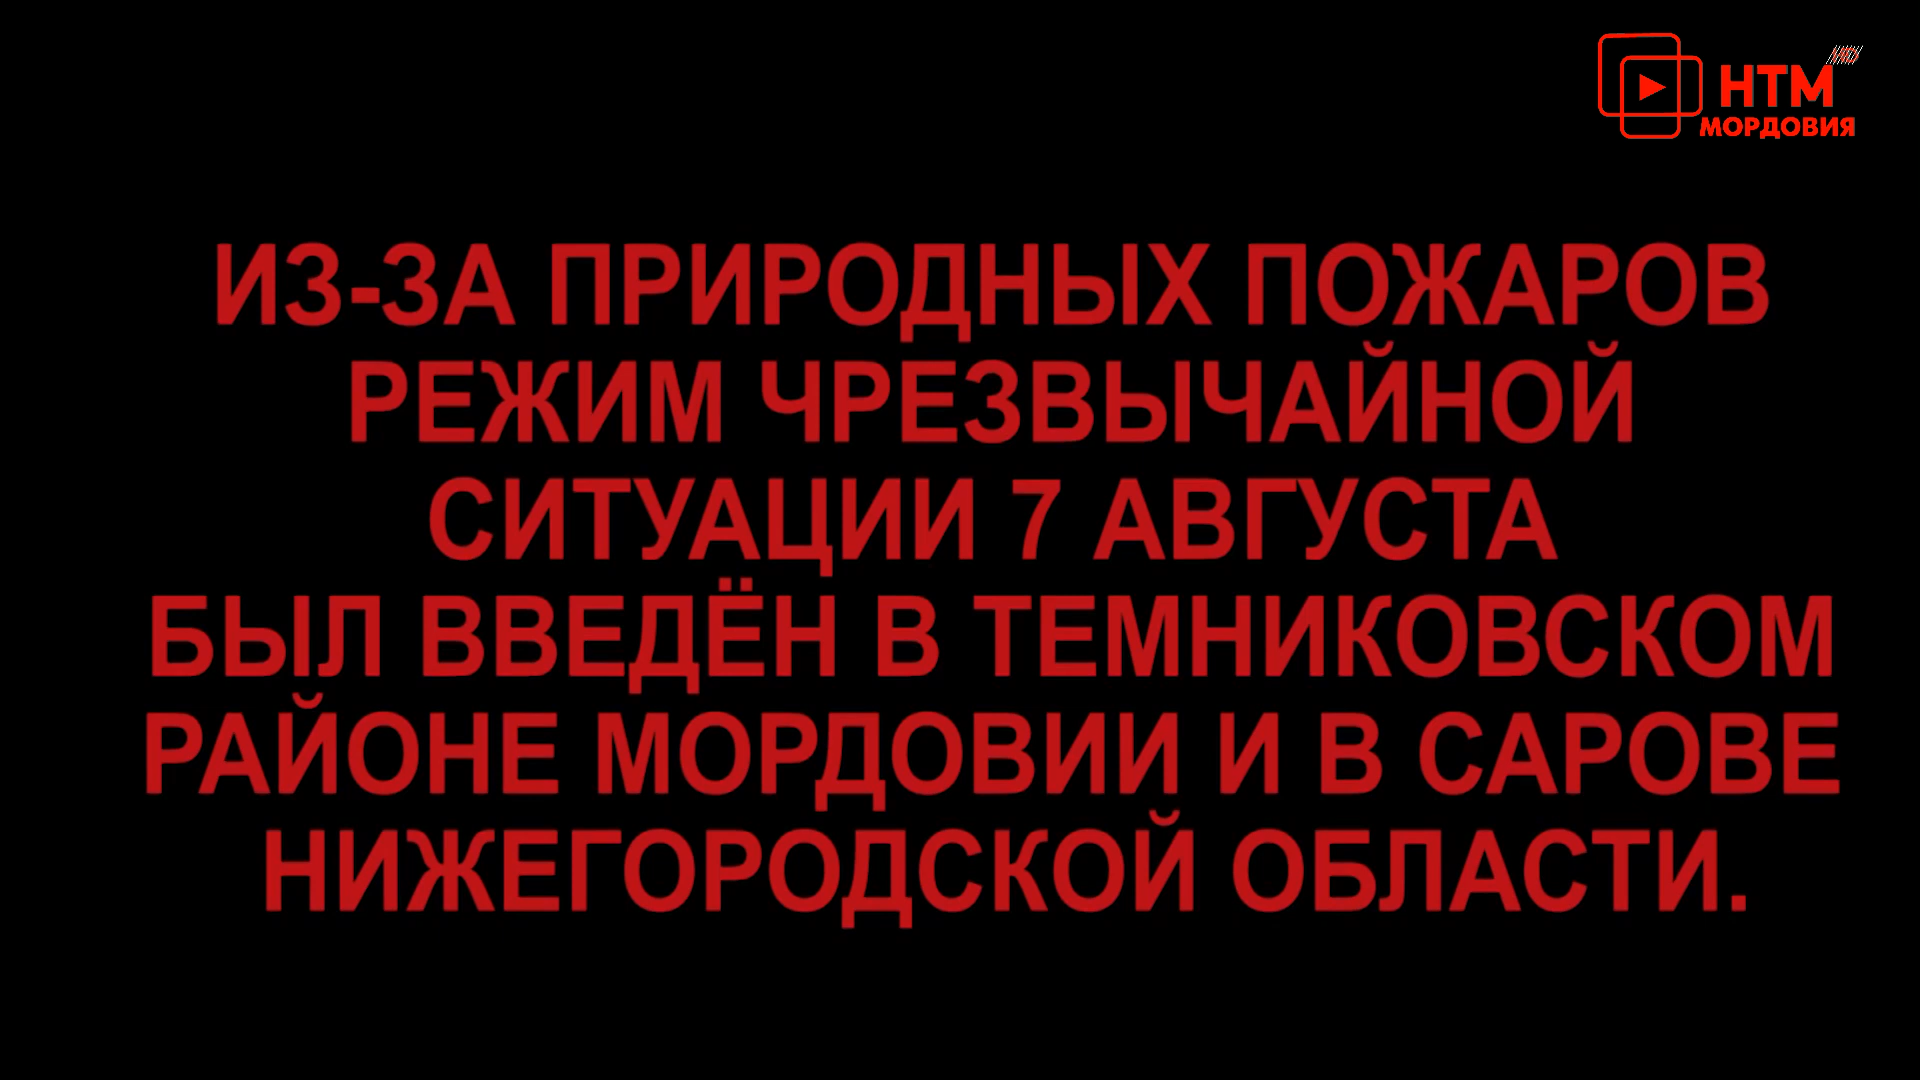 НТМ HD
МОРДОВИЯ
ИЗ-ЗА ПРИРОДНЫХ ПОЖАРОВ
РЕЖИМ ЧРЕЗВЫЧАЙНОЙ
СИТУАЦИИ 7 АВГУСТА
БЫЛ ВВЕДЁН В ТЕМНИКОВСКОМ
РАЙОНЕ МОРДОВИИ И В САРОВЕ
НИЖЕГОРОДСКОЙ ОБЛАСТИ.